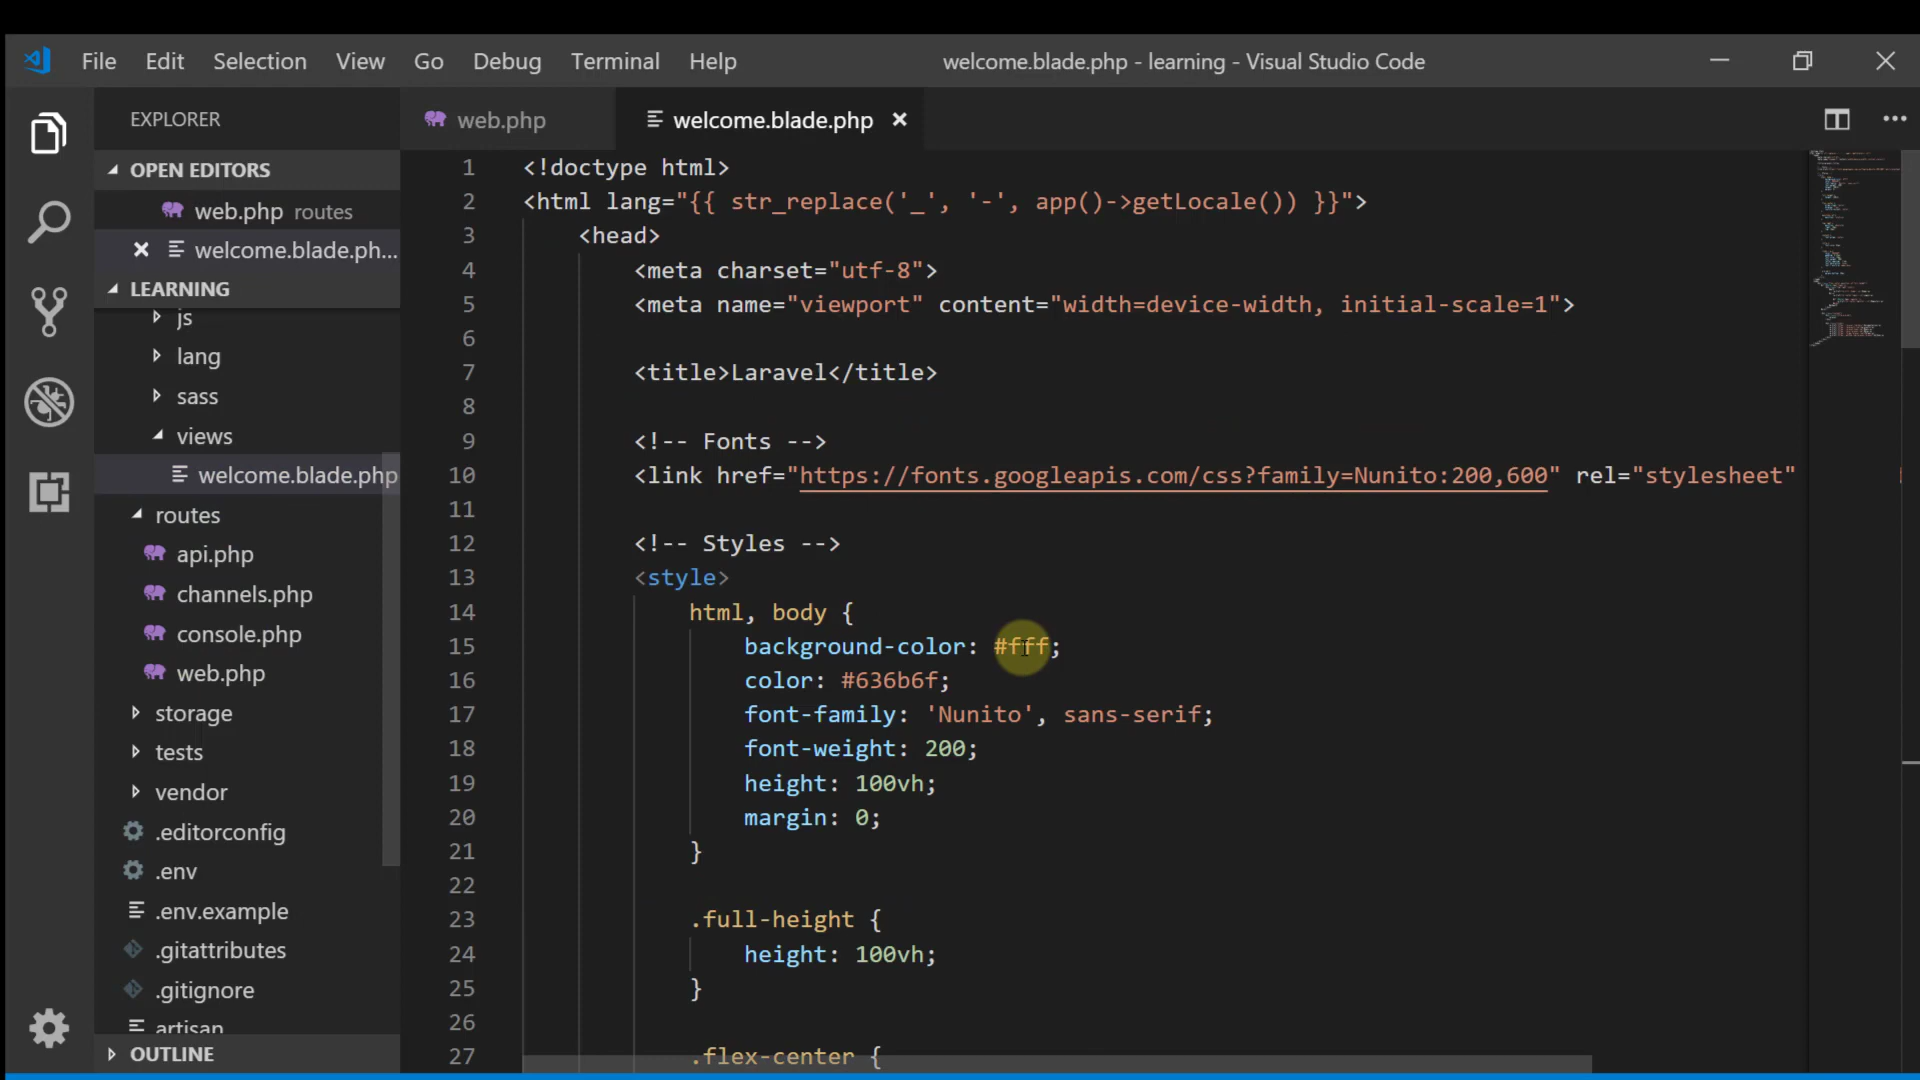 File Edit Selection View Go Debug Terminal Help
welcome.blade.php - learning - Visual Studio Code
EXPLORER
OPEN EDITORS
web.php routes
welcome.blade.ph...
LEARNING
js
lang
sass
views
welcome.blade.php
routes
api.php
channels.php
console.php
web.php
storage
tests
vendor
.editorconfig
.env
.env.example
.gitattributes
.gitignore
artisan
OUTLINE
web.php
welcome.blade.php
1 <!doctype html>
2 <html lang="{{ str_replace('_', '-', app()->getLocale()) }}">
3 <head>
4 <meta charset="utf-8">
5 <meta name="viewport" content="width=device-width, initial-scale=1">
6
7 <title>Laravel</title>
8
9 <!-- Fonts -->
10 <link href="https://fonts.googleapis.com/css?family=Nunito:200,600" rel="stylesheet"
11
12 <!-- Styles -->
13 <style>
14 html, body {
15 background-color: #fff;
16 color: #636b6f;
17 font-family: 'Nunito', sans-serif;
18 font-weight: 200;
19 height: 100vh;
20 margin: 0;
21 }
22
23 .full-height {
24 height: 100vh;
25 }
26
27 .flex-center {